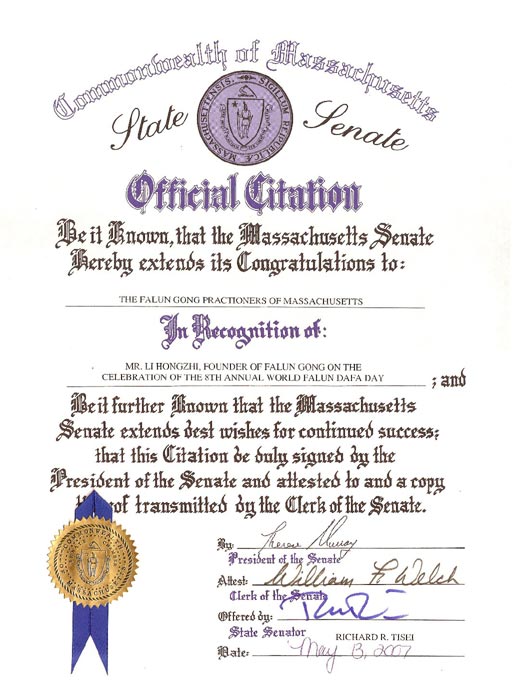 Commonwealth of Massachusetts
State Senate
SIGILLUM REIPUBLICÆ MASSACHUSETTENSIS
Official Citation
Be it Known, that the Massachusetts Senate
Hereby extends its Congratulations to:
THE FALUN GONG PRACTIONERS OF MASSACHUSETTS
In Recognition of:
MR. LI HONGZHI, FOUNDER OF FALUN GONG ON THE
CELEBRATION OF THE 8TH ANNUAL WORLD FALUN DAFA DAY
; and
Be it further Known that the Massachusetts
Senate extends best wishes for continued success;
that this Citation be duly signed by the
President of the Senate and attested to and a copy
of transmitted by the Clerk of the Senate.
By: Therese Murray
President of the Senate
Attest: William F. Welch
Clerk of the Senate
Offered by:
State Senator RICHARD R. TISEI
Date: May 13, 2007